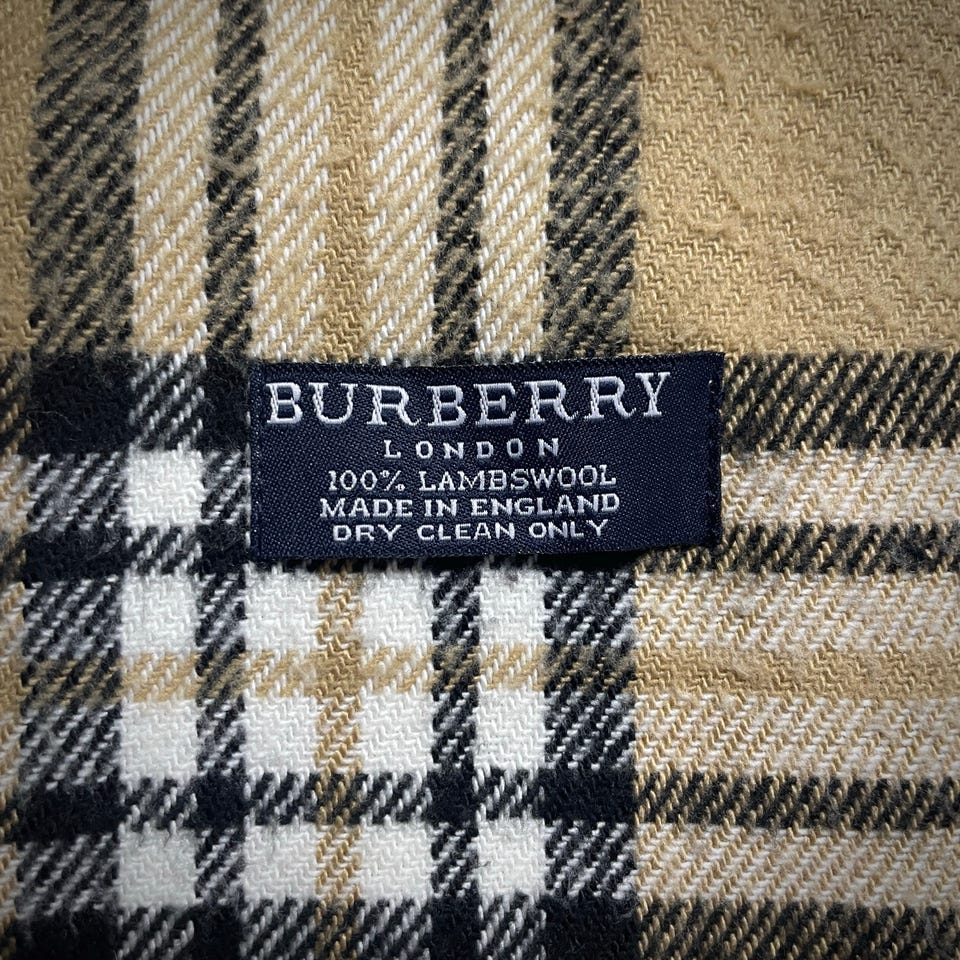 BURBERRY
LONDON
100% LAMBSWOOL
MADE IN ENGLAND
DRY CLEAN ONLY